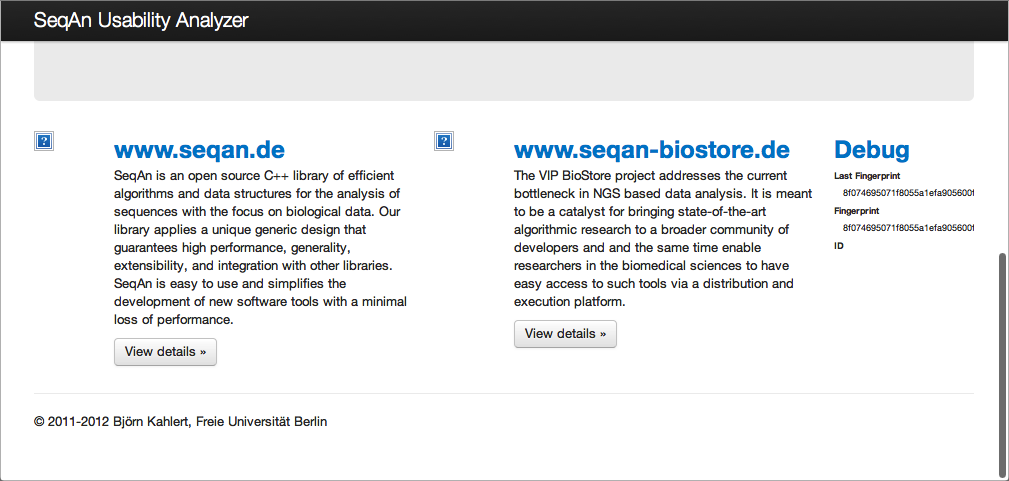 SeqAn Usability Analyzer
www.seqan.de
SeqAn is an open source C++ library of efficient
algorithms and data structures for the analysis of
sequences with the focus on biological data. Our
library applies a unique generic design that
guarantees high performance, generality,
extensibility, and integration with other libraries.
SeqAn is easy to use and simplifies the
development of new software tools with a minimal
loss of performance.
View details »
www.seqan-biostore.de
The VIP BioStore project addresses the current
bottleneck in NGS based data analysis. It is meant
to be a catalyst for bringing state-of-the-art
algorithmic research to a broader community of
developers and and the same time enable
researchers in the biomedical sciences to have
easy access to such tools via a distribution and
execution platform.
View details »
Debug
Last Fingerprint
8f074695071f8055a1efa905600f
Fingerprint
8f074695071f8055a1efa905600f
ID
© 2011-2012 Björn Kahlert, Freie Universität Berlin